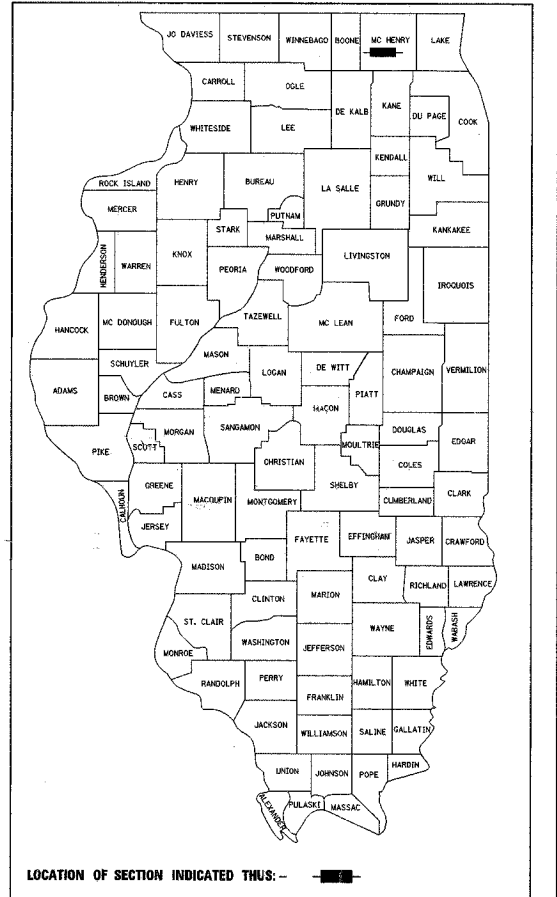 JO DAVIESS
STEVENSON
WINNEBAGO
BOONE
MC HENRY
LAKE
CARROLL
OGLE
DE KALB
KANE
DU PAGE
COOK
WHITESIDE
LEE
KENDALL
WILL
ROCK ISLAND
HENRY
BUREAU
LA SALLE
GRUNDY
MERCER
PUTNAM
KANKAKEE
STARK
MARSHALL
HENDERSON
WARREN
KNOX
PEORIA
WOODFORD
LIVINGSTON
IROQUOIS
HANCOCK
MC DONOUGH
FULTON
TAZEWELL
MC LEAN
FORD
SCHUYLER
MASON
LOGAN
DE WITT
CHAMPAIGN
VERMILION
ADAMS
BROWN
CASS
MENARD
PIATT
MACON
PIKE
SCOTT
MORGAN
SANGAMON
MOULTRIE
DOUGLAS
EDGAR
CHRISTIAN
COLES
CALHOUN
GREENE
MACOUPIN
MONTGOMERY
SHELBY
CUMBERLAND
CLARK
JERSEY
FAYETTE
EFFINGHAM
JASPER
CRAWFORD
MADISON
BOND
CLAY
RICHLAND
LAWRENCE
CLINTON
MARION
ST. CLAIR
WAYNE
EDWARDS
WABASH
MONROE
WASHINGTON
JEFFERSON
RANDOLPH
PERRY
HAMILTON
WHITE
FRANKLIN
JACKSON
WILLIAMSON
SALINE
GALLATIN
UNION
JOHNSON
POPE
HARDIN
ALEXANDER
PULASKI
MASSAC
LOCATION OF SECTION INDICATED THUS: -